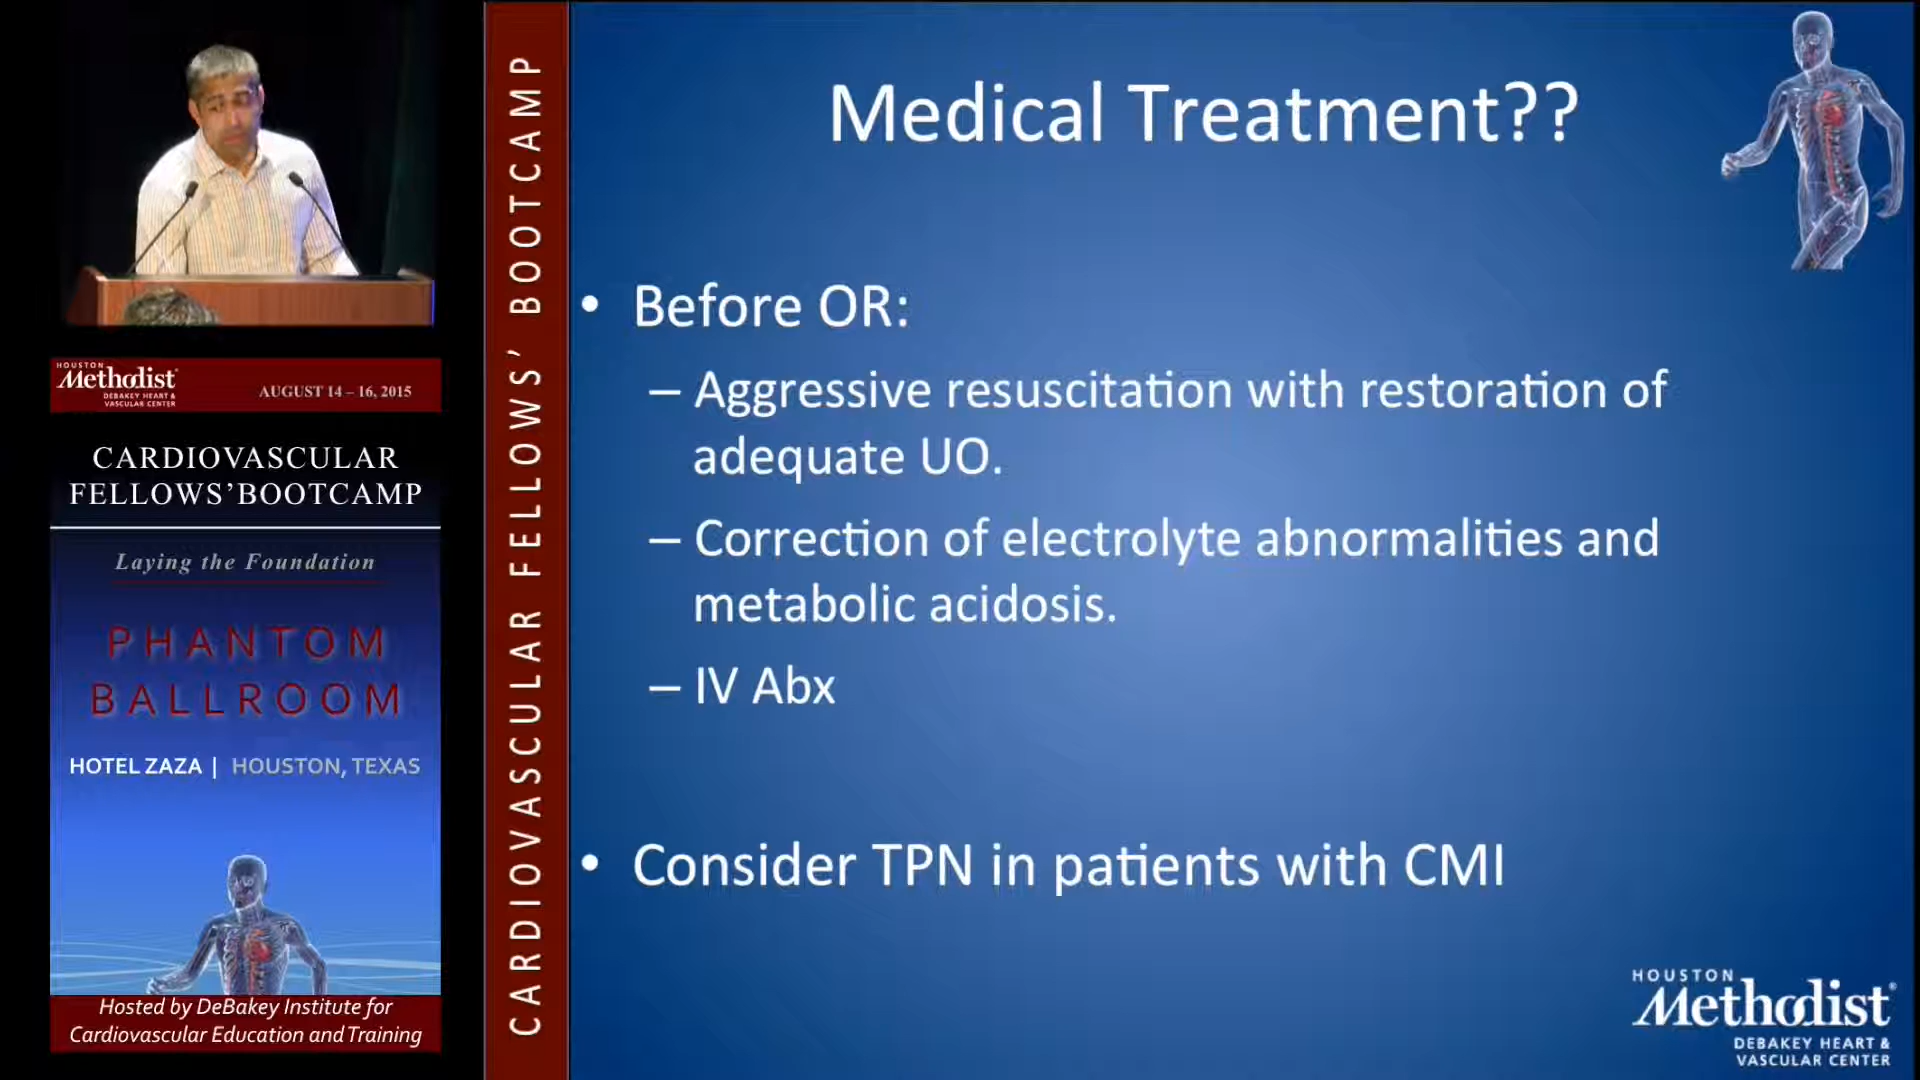 HOUSTON
Methodist
DEBAKEY HEART &
VASCULAR CENTER
AUGUST 14 – 16, 2015
CARDIOVASCULAR
FELLOWS'BOOTCAMP
Laying the Foundation
PHANTOM
BALLROOM
HOTEL ZAZA | HOUSTON, TEXAS
Hosted by DeBakey Institute for
Cardiovascular Education and Training
CARDIOVASCULAR FELLOWS' BOOTCAMP
Medical Treatment??
• Before OR:
– Aggressive resuscitation with restoration of
adequate UO.
– Correction of electrolyte abnormalities and
metabolic acidosis.
– IV Abx
• Consider TPN in patients with CMI
HOUSTON
Methodist®
DEBAKEY HEART &
VASCULAR CENTER